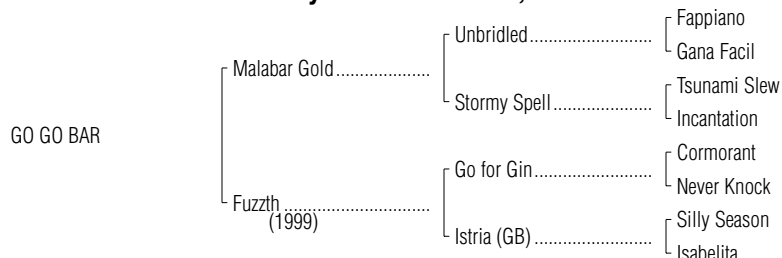 Fappiano
Unbridled
Gana Facil
Malabar Gold
Tsunami Slew
Stormy Spell
Incantation
GO GO BAR
Cormorant
Go for Gin
Never Knock
Fuzzth
(1999)
Silly Season
Istria (GB)
Isabelita